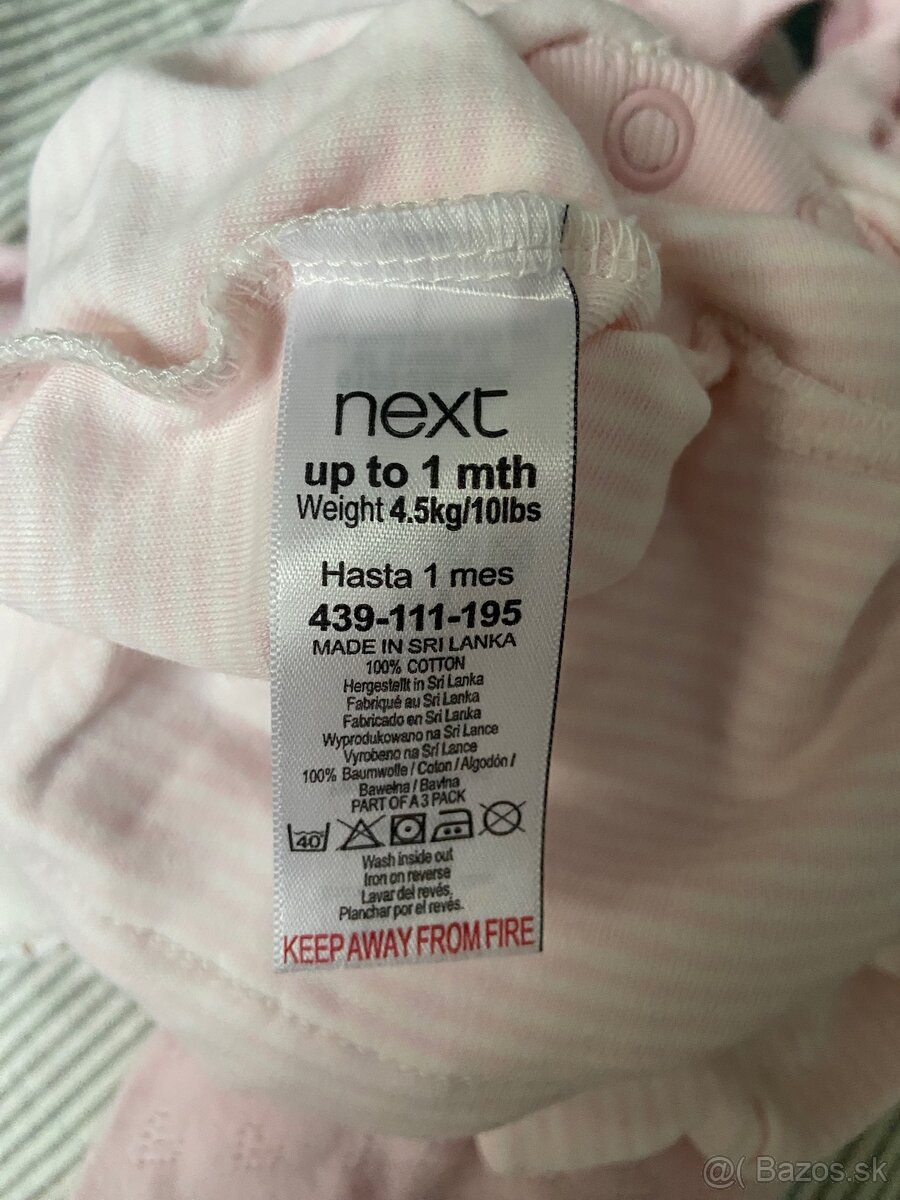 next
up to 1 mth
Weight 4.5kg/10lbs
Hasta 1 mes
439-111-195
MADE IN SRI LANKA
100% COTTON
Hergestellt in Sri Lanka
Fabriqué au Sri Lanka
Fabricado en Sri Lanka
Wyprodukowano na Sri Lance
Vyrobeno na Srí Lance
100% Baumwolle / Coton / Algodón /
Bawełna / Bavlna
PART OF A 3 PACK
40
Wash inside out
Iron on reverse
Lavar del revés,
Planchar por el revés.
KEEP AWAY FROM FIRE
@( Bazos.sk